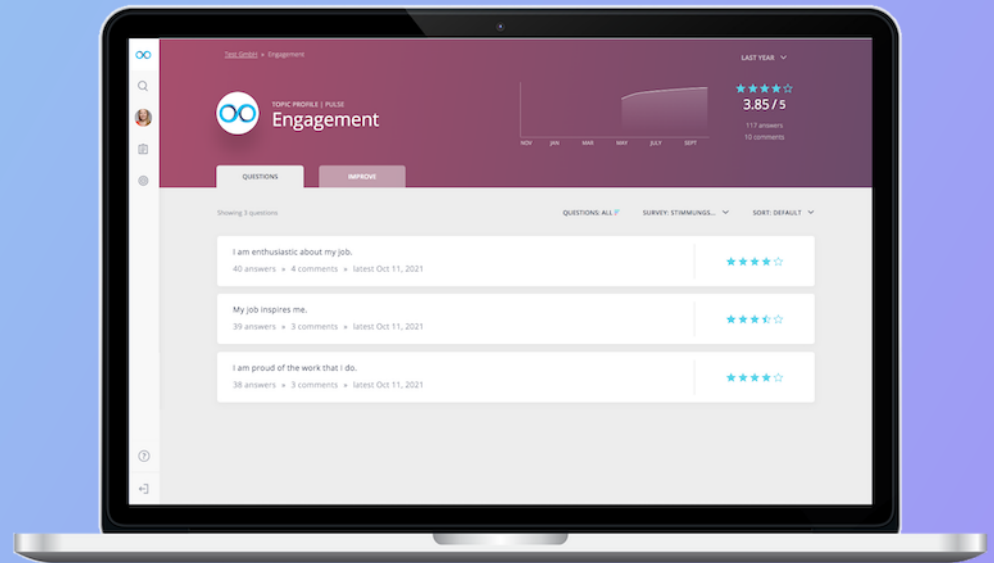 Test GmbH » Engagement
LAST YEAR
TOPIC PROFILE | PULSE
Engagement
3.85 / 5
117 answers
10 comments
NOV JAN MAR MAY JULY SEPT
QUESTIONS IMPROVE
Showing 3 questions
QUESTIONS: ALL SURVEY: STIMMUNGS... SORT: DEFAULT
I am enthusiastic about my job.
40 answers » 4 comments » latest Oct 11, 2021
My job inspires me.
39 answers » 3 comments » latest Oct 11, 2021
I am proud of the work that I do.
38 answers » 3 comments » latest Oct 11, 2021